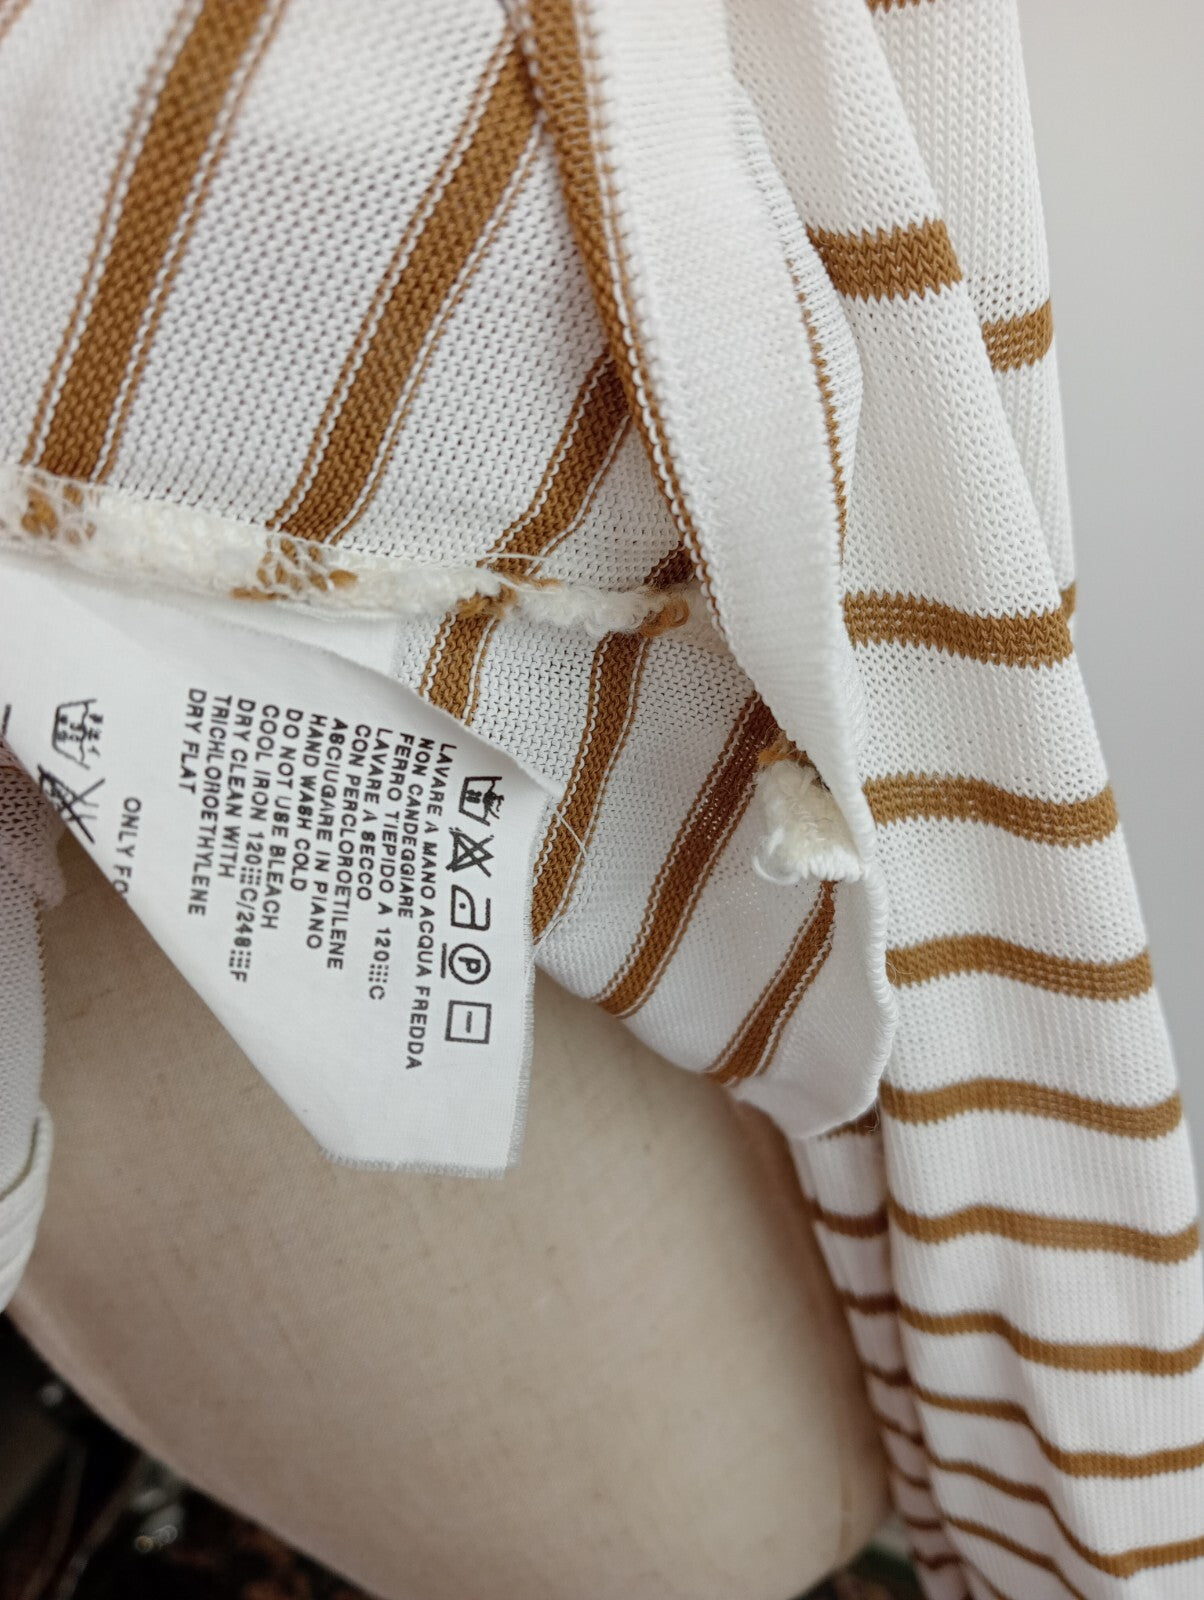 LAVARE A MANO ACQUA FREDDA
NON CANDEGGIARE
FERRO TIEPIDO A 120 C
LAVARE A SECCO
CON PERCLOROETILENE
ABCIUGARE IN PIANO
HAND WASH COLD
DO NOT USE BLEACH
COOL IRON 120 C/248 F
DRY CLEAN WITH
TRICHLOROETHYLENE
DRY FLAT
P
ONLY FO